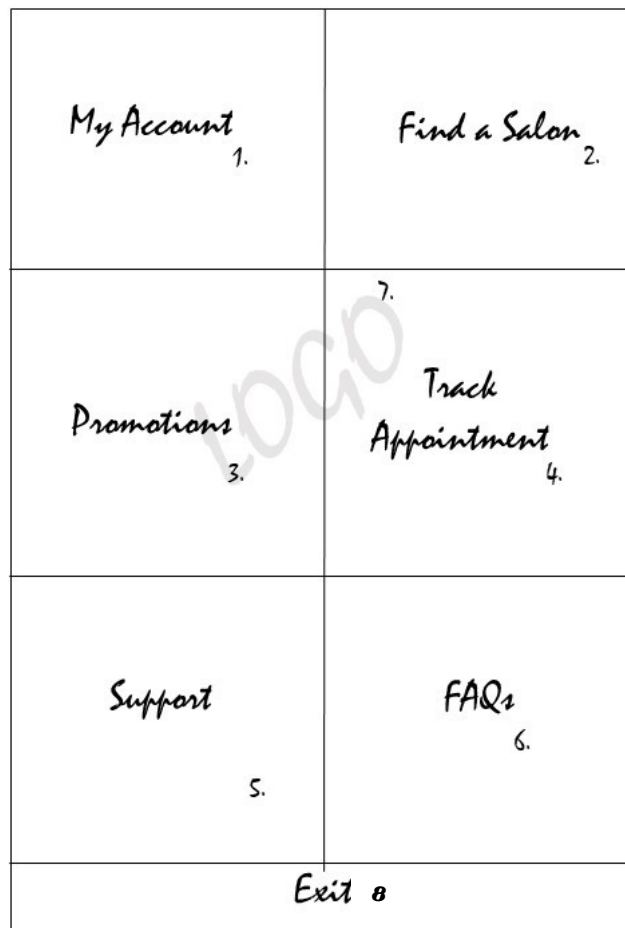 My Account
1.
Find a Salon
2.
7.
LOGO
Promotions
3.
Track
Appointment
4.
Support
5.
FAQs
6.
Exit 8